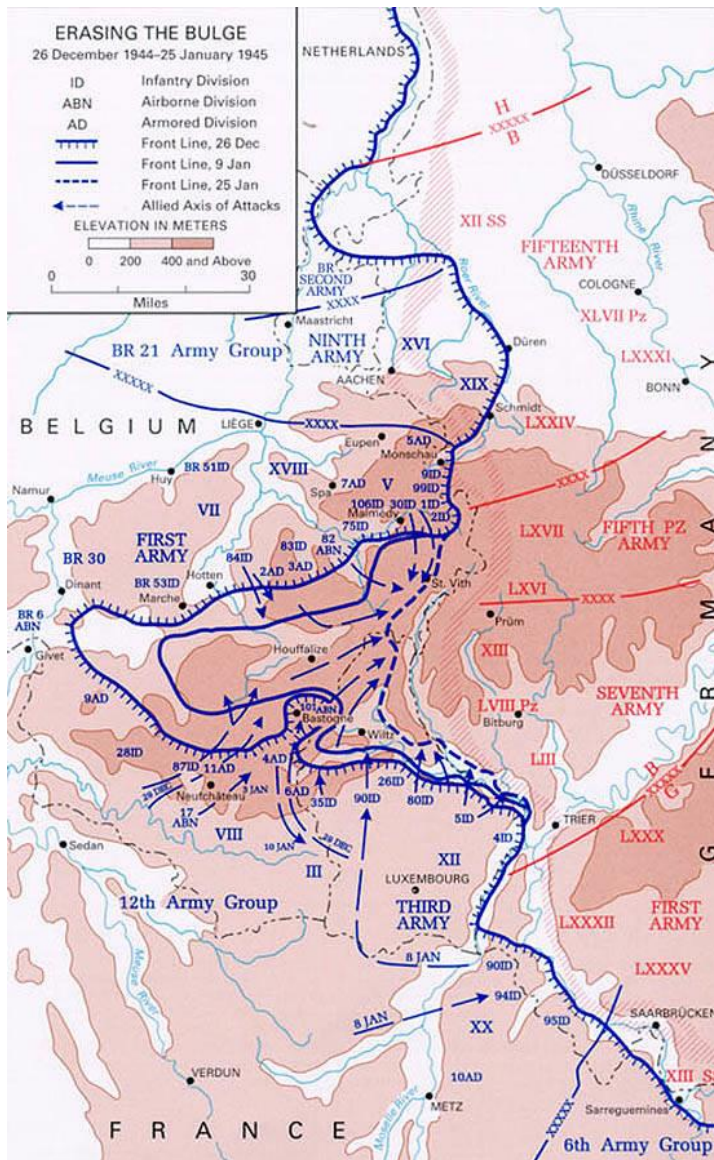 ERASING THE BULGE
26 December 1944–25 January 1945
ID Infantry Division
ABN Airborne Division
AD Armored Division
Front Line, 26 Dec
Front Line, 9 Jan
Front Line, 25 Jan
Allied Axis of Attacks
ELEVATION IN METERS
0 200 400 and Above
0 30
Miles
NETHERLANDS
H
XXXXX
B
DÜSSELDORF
Rhine River
XII SS
FIFTEENTH
ARMY
BR
SECOND
ARMY
XXXX
Roer River
COLOGNE
XLVII Pz
Maastricht
BR 21 Army Group
NINTH
ARMY
XVI
Düren
LXXXI
XXXXX
AACHEN
XIX
BONN
BELGIUM
LIÈGE
XXXX
Eupen
5AD
Schmidt
LXXIV
Monschau
Meuse River
Huy
BR 51ID
XVIII
Spa
7AD
V
9ID
99ID
XXXX
Namur
VII
106ID
30ID
1ID
Malmédy
2ID
75ID
LXVII
FIFTH PZ
ARMY
FIRST
ARMY
82
ABN
83ID
3AD
2AD
84ID
BR 30
Hotten
BR 53ID
Marche
Dinant
St. Vith
LXVI
XXXX
BR 6
ABN
Givet
Prüm
XIII
Houffalize
SEVENTH
ARMY
9AD
101
ABN
Bastogne
LVIII Pz
Bitburg
Wiltz
28ID
87ID
11AD
4AD
LIII
B
XXXXX
G
29 DEC
3 JAN
Neufchâteau
6AD
35ID
90ID
26ID
80ID
5ID
17
ABN
TRIER
VIII
4ID
10 JAN
29 DEC
Sedan
III
XII
LXXX
LUXEMBOURG
12th Army Group
THIRD
ARMY
LXXXII
FIRST
ARMY
8 JAN
90ID
LXXXV
Meuse River
94ID
8 JAN
XX
95ID
SAARBRÜCKEN
VERDUN
10AD
METZ
XIII S
Sarreguemines
Moselle River
XXXXX
FRANCE
6th Army Group
GERMANY